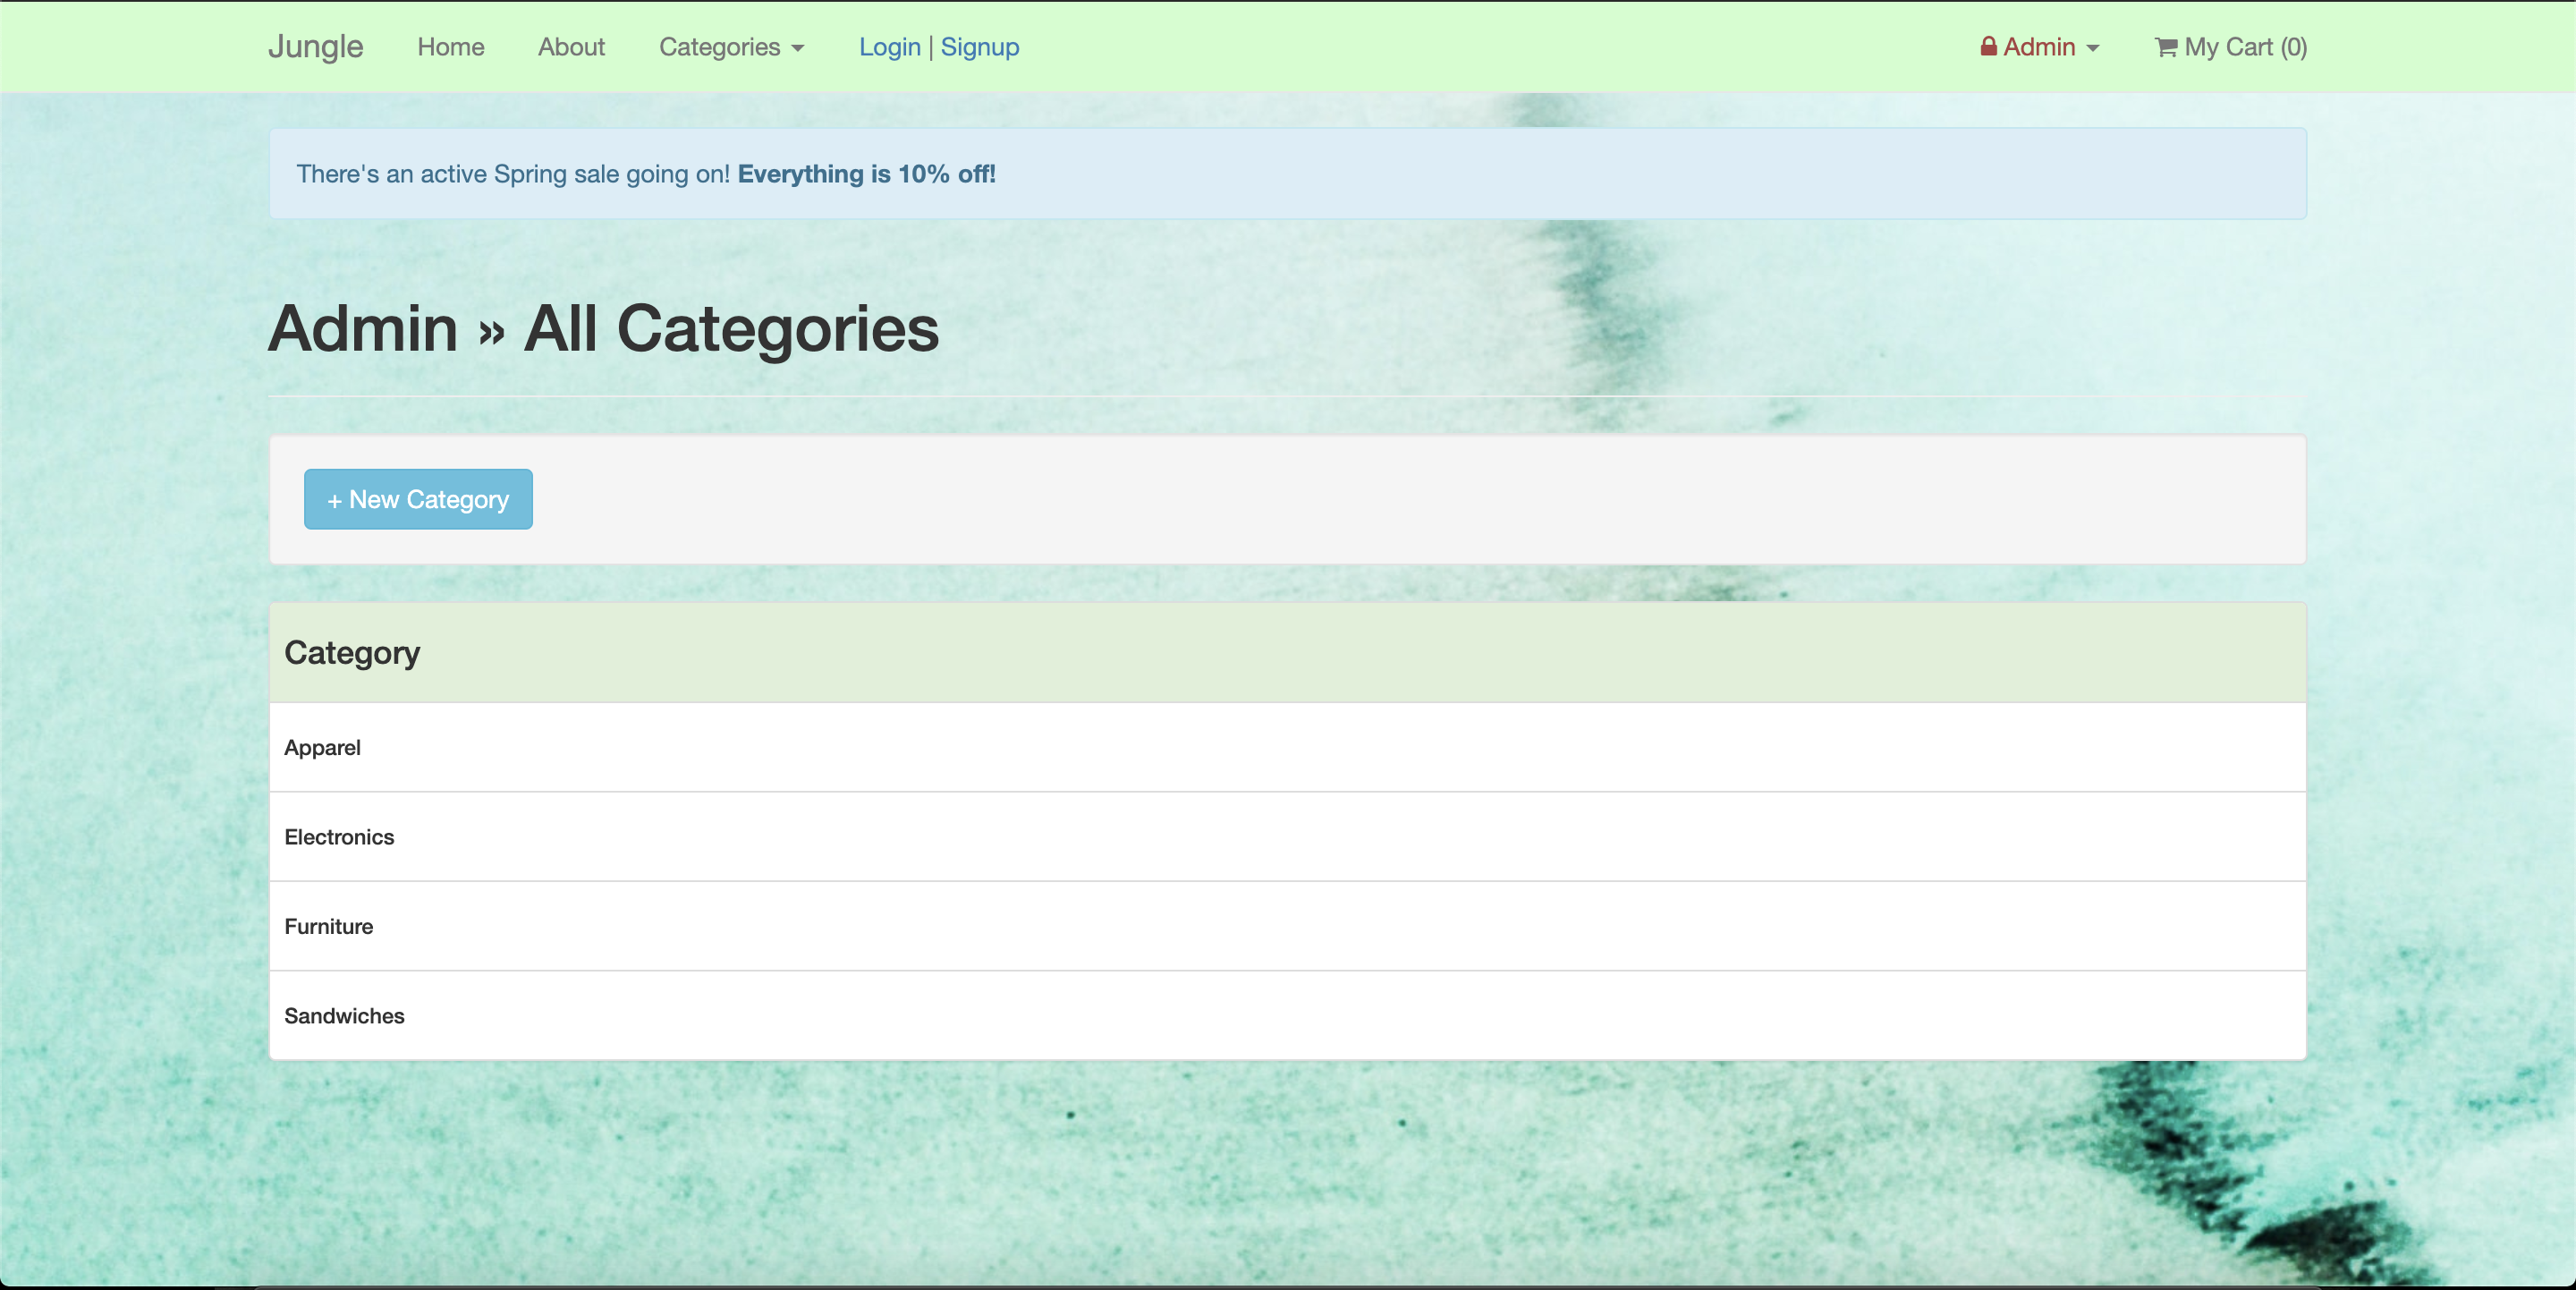 Jungle Home About Categories Login | Signup Admin My Cart (0)
There's an active Spring sale going on! Everything is 10% off!
Admin » All Categories
+ New Category
Category
Apparel
Electronics
Furniture
Sandwiches